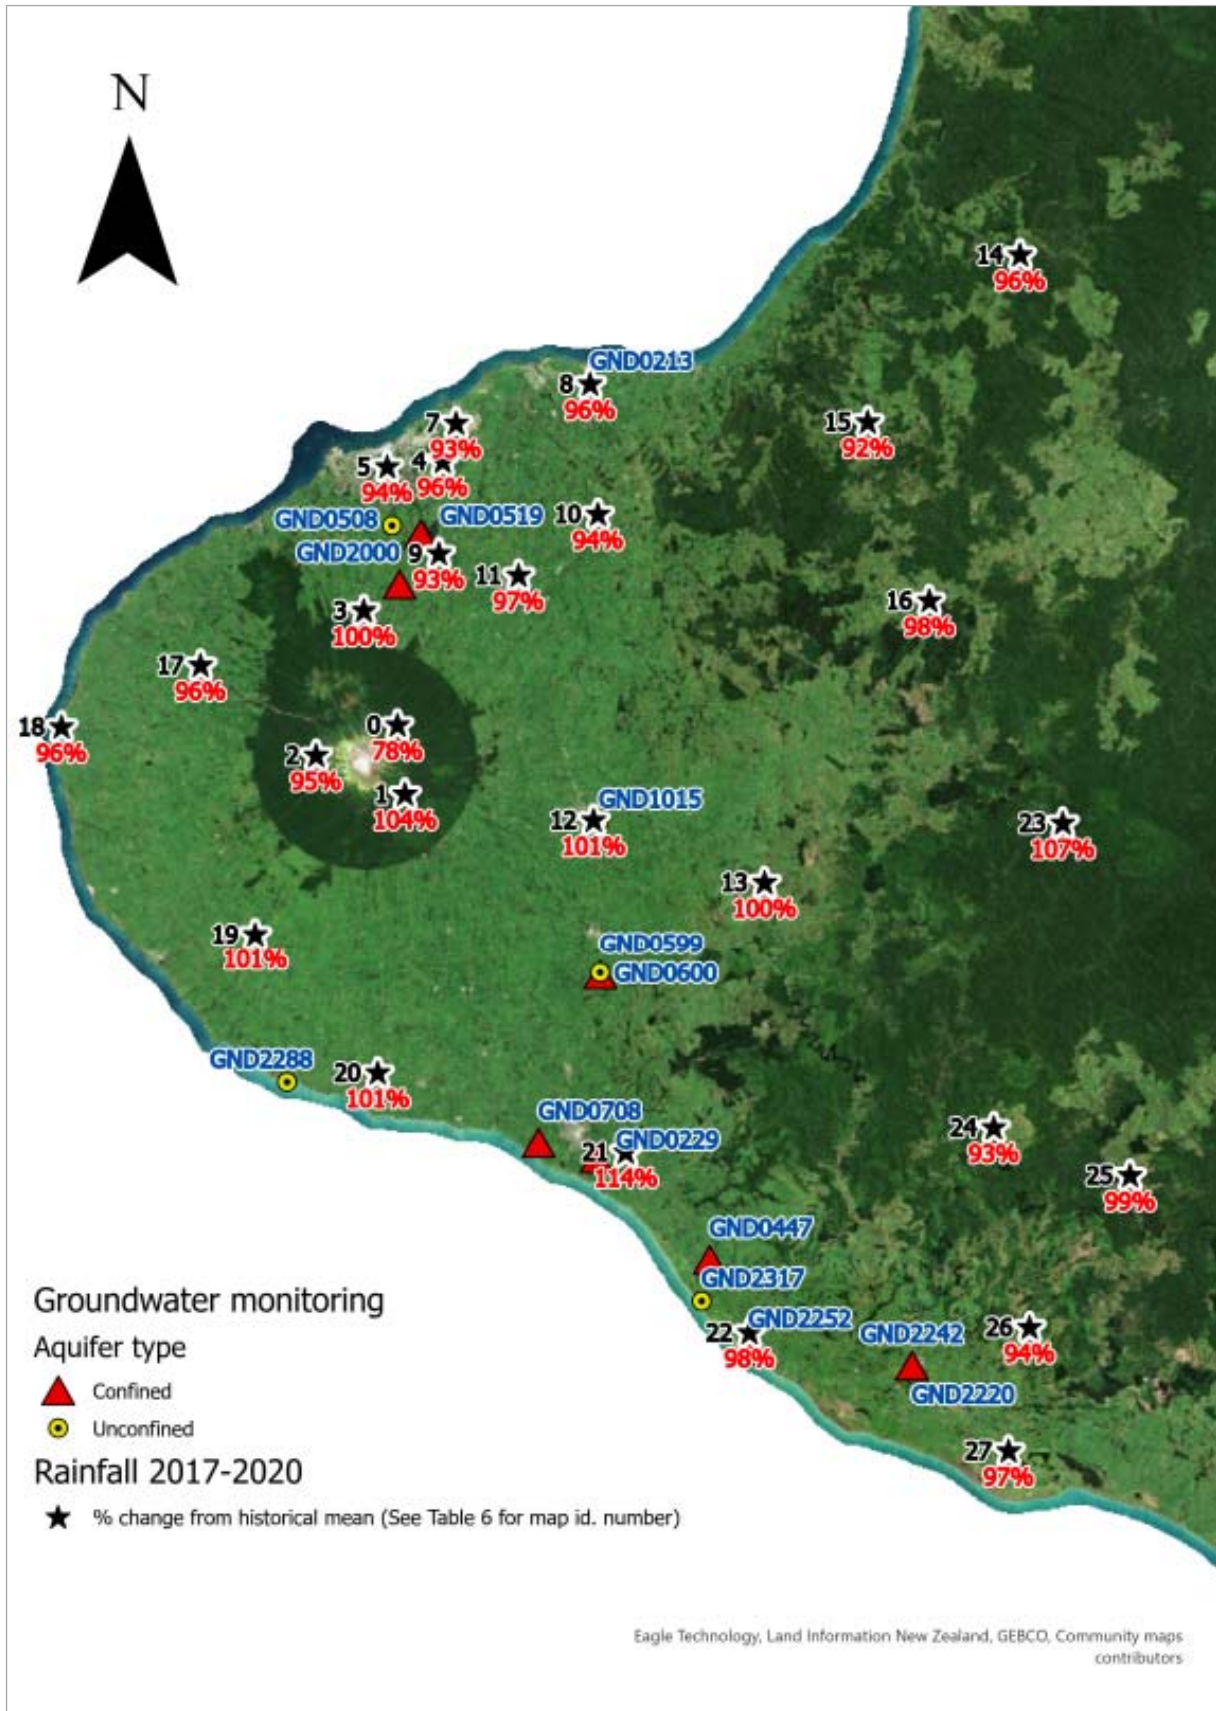 N
14
96%
GND0213
8
96%
7
93%
15
92%
5
94%
4
96%
GND0508
GND0519
10
94%
GND2000
9
93%
11
97%
3
100%
16
98%
17
96%
18
96%
0
78%
2
95%
1
104%
GND1015
12
101%
23
107%
13
100%
19
101%
GND0599
GND0600
GND2288
20
101%
GND0708
GND0229
21
114%
24
93%
25
99%
GND0447
GND2317
GND2252
22
98%
GND2242
26
94%
GND2220
27
97%
Groundwater monitoring
Aquifer type
Confined
Unconfined
Rainfall 2017-2020
% change from historical mean (See Table 6 for map id. number)
Eagle Technology, Land Information New Zealand, GEBCO, Community maps
contributors